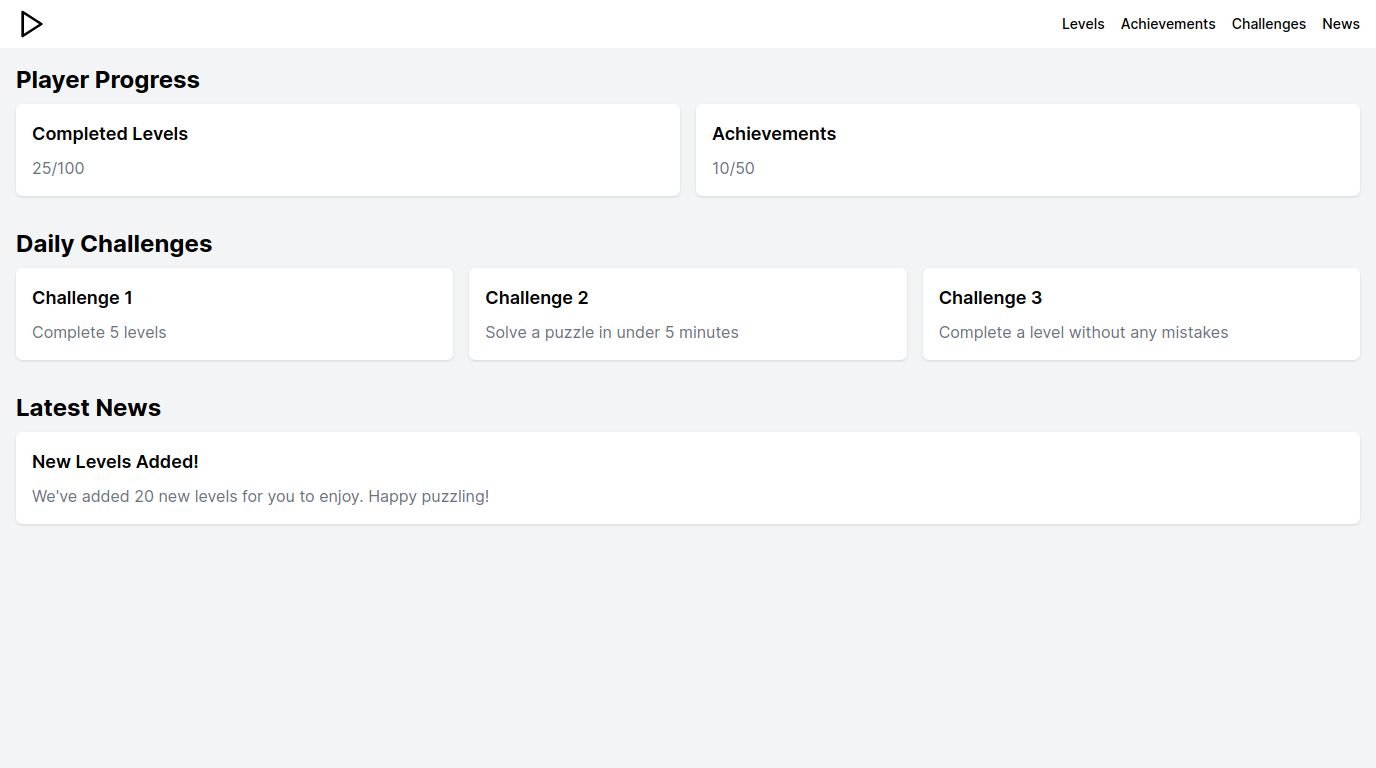 Levels Achievements Challenges News
Player Progress
Completed Levels
25/100
Achievements
10/50
Daily Challenges
Challenge 1
Complete 5 levels
Challenge 2
Solve a puzzle in under 5 minutes
Challenge 3
Complete a level without any mistakes
Latest News
New Levels Added!
We've added 20 new levels for you to enjoy. Happy puzzling!